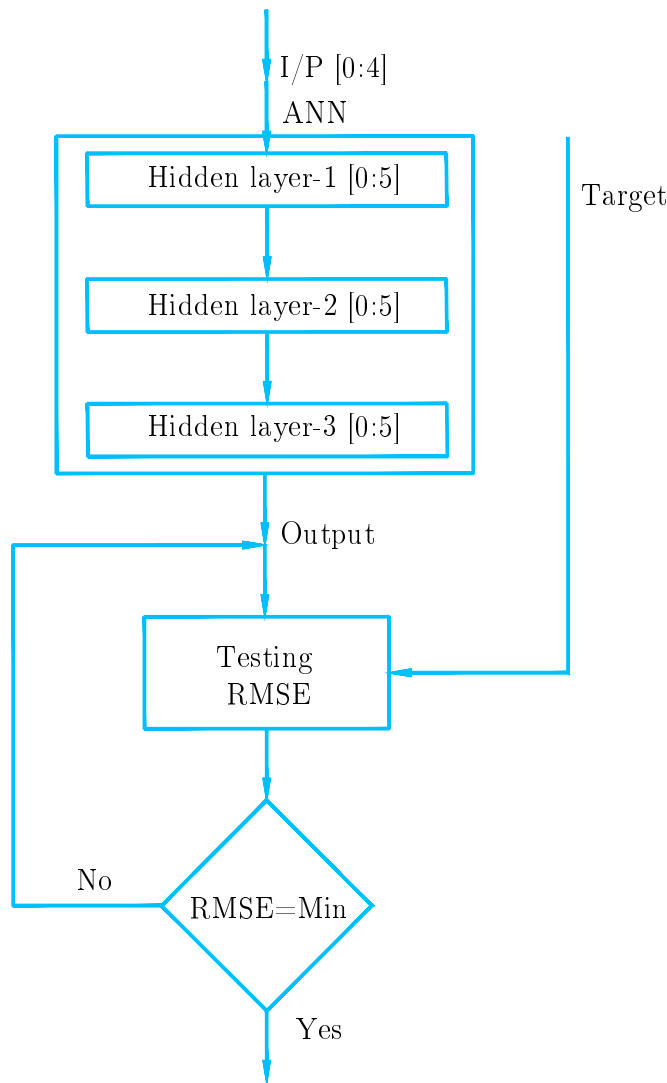 I/P [0:4]
ANN
Hidden layer-1 [0:5]
Target
Hidden layer-2 [0:5]
Hidden layer-3 [0:5]
Output
Testing
RMSE
No
RMSE=Min
Yes